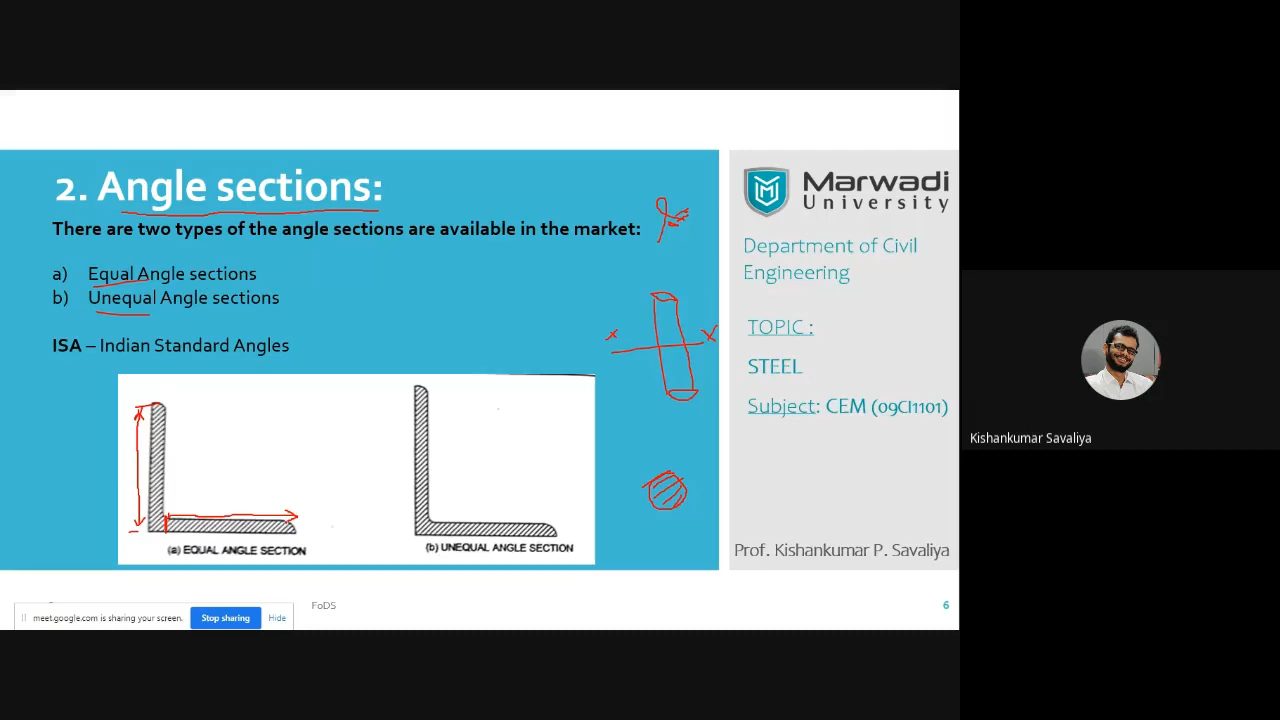 2. Angle sections:
There are two types of the angle sections are available in the market:
a) Equal Angle sections
b) Unequal Angle sections
ISA – Indian Standard Angles
(a) EQUAL ANGLE SECTION
(b) UNEQUAL ANGLE SECTION
x x
Marwadi
University
Department of Civil
Engineering
TOPIC :
STEEL
Subject: CEM (09CI1101)
Prof. Kishankumar P. Savaliya
FoDS
6
meet.google.com is sharing your screen.
Stop sharing
Hide
Kishankumar Savaliya